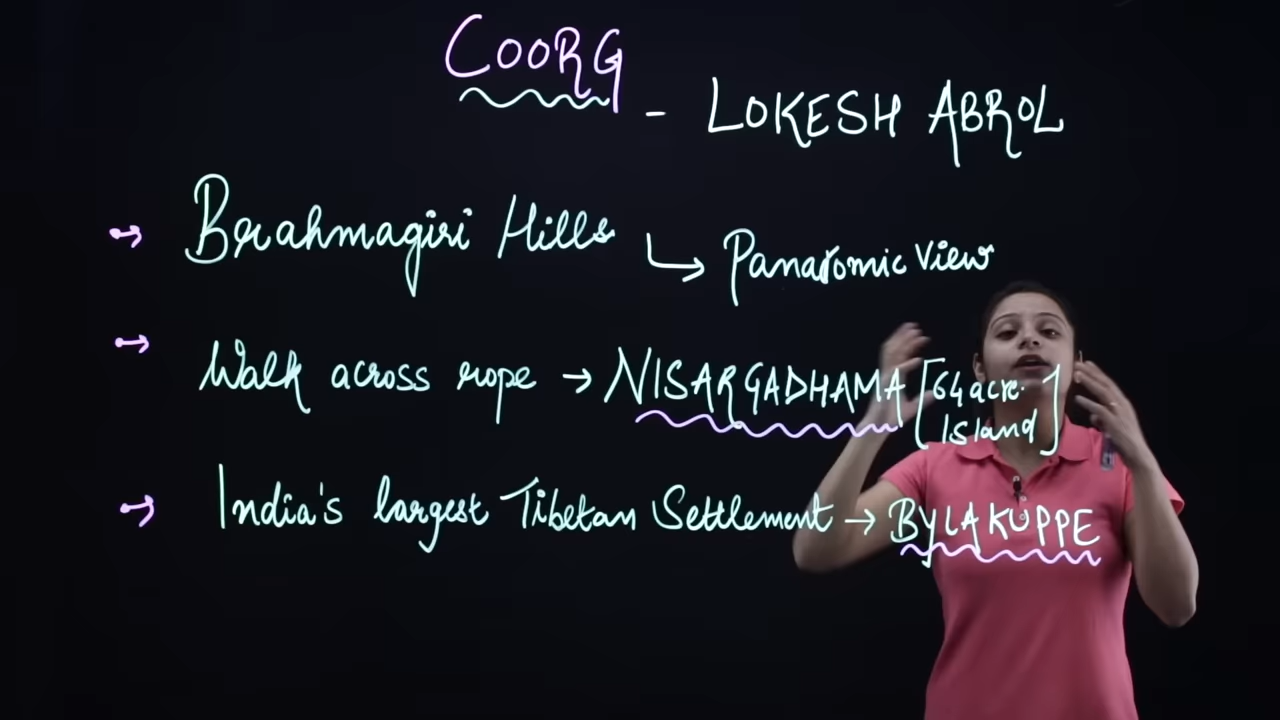 COORG
- LOKESH ABROL
Brahmagiri Hills
Panaromic View
Walk across rope → NISARGADHAMA [64 acre.
Island]
India's largest Tibetan Settlement → BYLAKUPPE